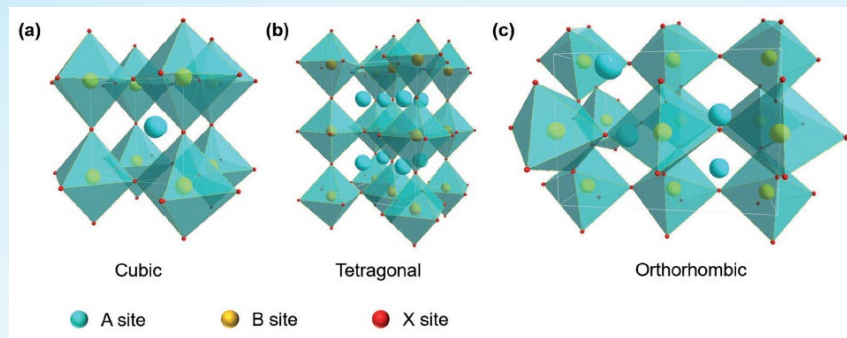 (a)
(b)
(c)
Cubic
Tetragonal
Orthorhombic
A site
B site
X site